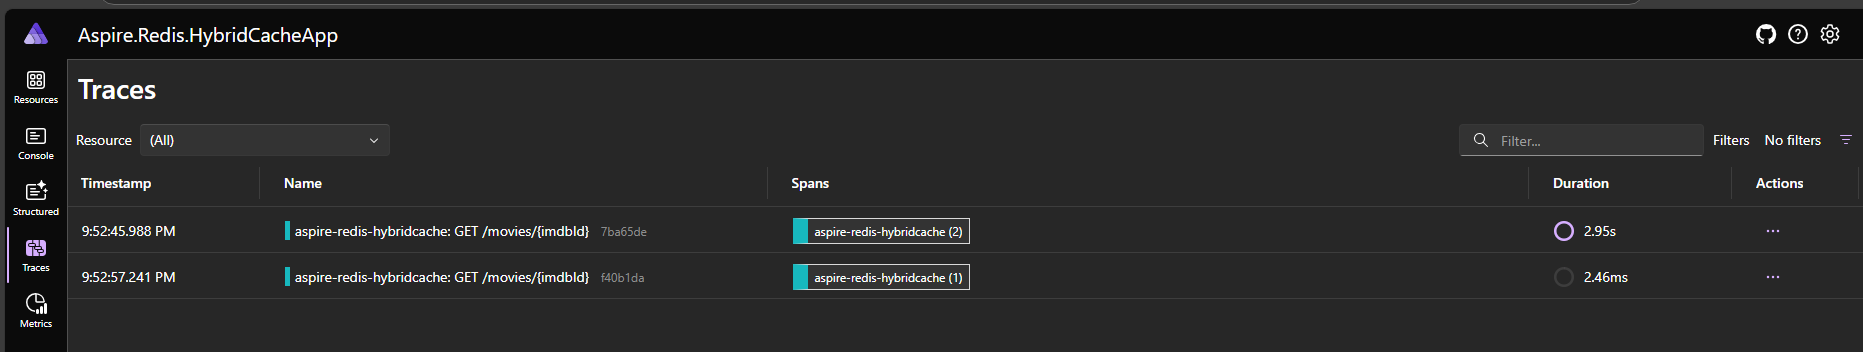 Aspire.Redis.HybridCacheApp
Resources
Console
Structured
Traces
Metrics
Traces
Resource (All) Filter... Filters No filters
Timestamp Name Spans Duration Actions
9:52:45.988 PM aspire-redis-hybridcache: GET /movies/{imdbId} 7ba65de aspire-redis-hybridcache (2) 2.95s ...
9:52:57.241 PM aspire-redis-hybridcache: GET /movies/{imdbId} f40b1da aspire-redis-hybridcache (1) 2.46ms ...